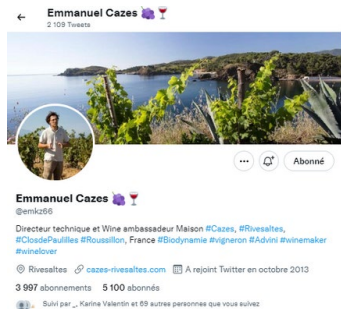 Emmanuel Cazes 🍇🍷
2 109 Tweets
Abonné
Emmanuel Cazes 🍇🍷
@emkz66
Directeur technique et Wine ambassadeur Maison #Cazes, #Rivesaltes,
#ClosdePaulilles #Roussillon, France #Biodynamie #vigneron #Advini #winemaker
#winelover
Rivesaltes cazes-rivesaltes.com A rejoint Twitter en octobre 2013
3 997 abonnements 5 100 abonnés
Suivi par _ Karine Valentin et 69 autres personnes que vous suivez